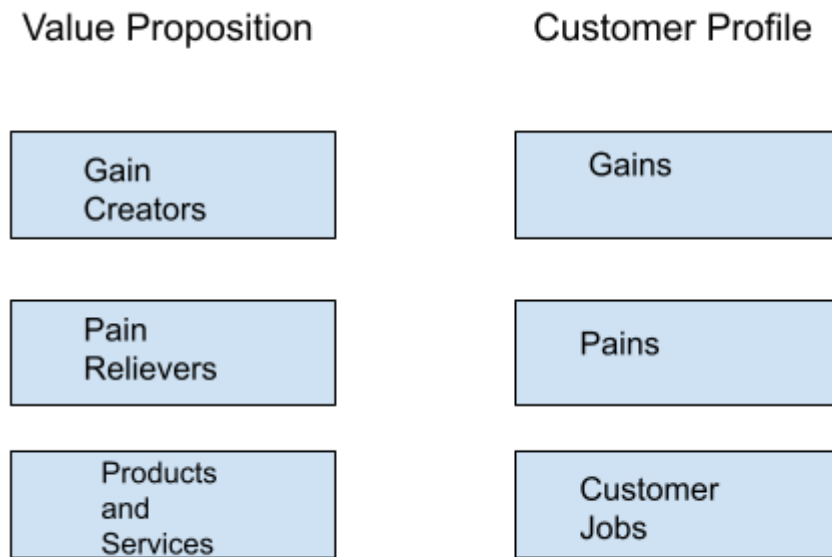 Value Proposition
Customer Profile
Gain
Creators
Gains
Pain
Relievers
Pains
Products
and
Services
Customer
Jobs